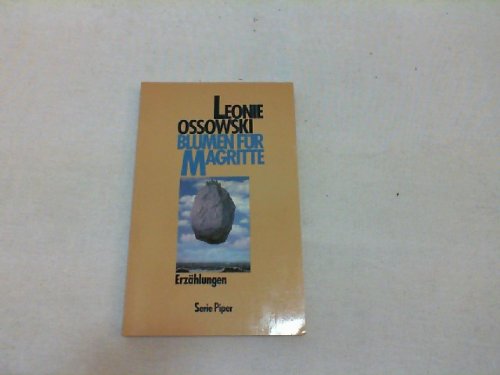 LEONIE
OSSOWSKI
BLUMEN FÜR
MAGRITTE
Erzählungen
Serie Piper